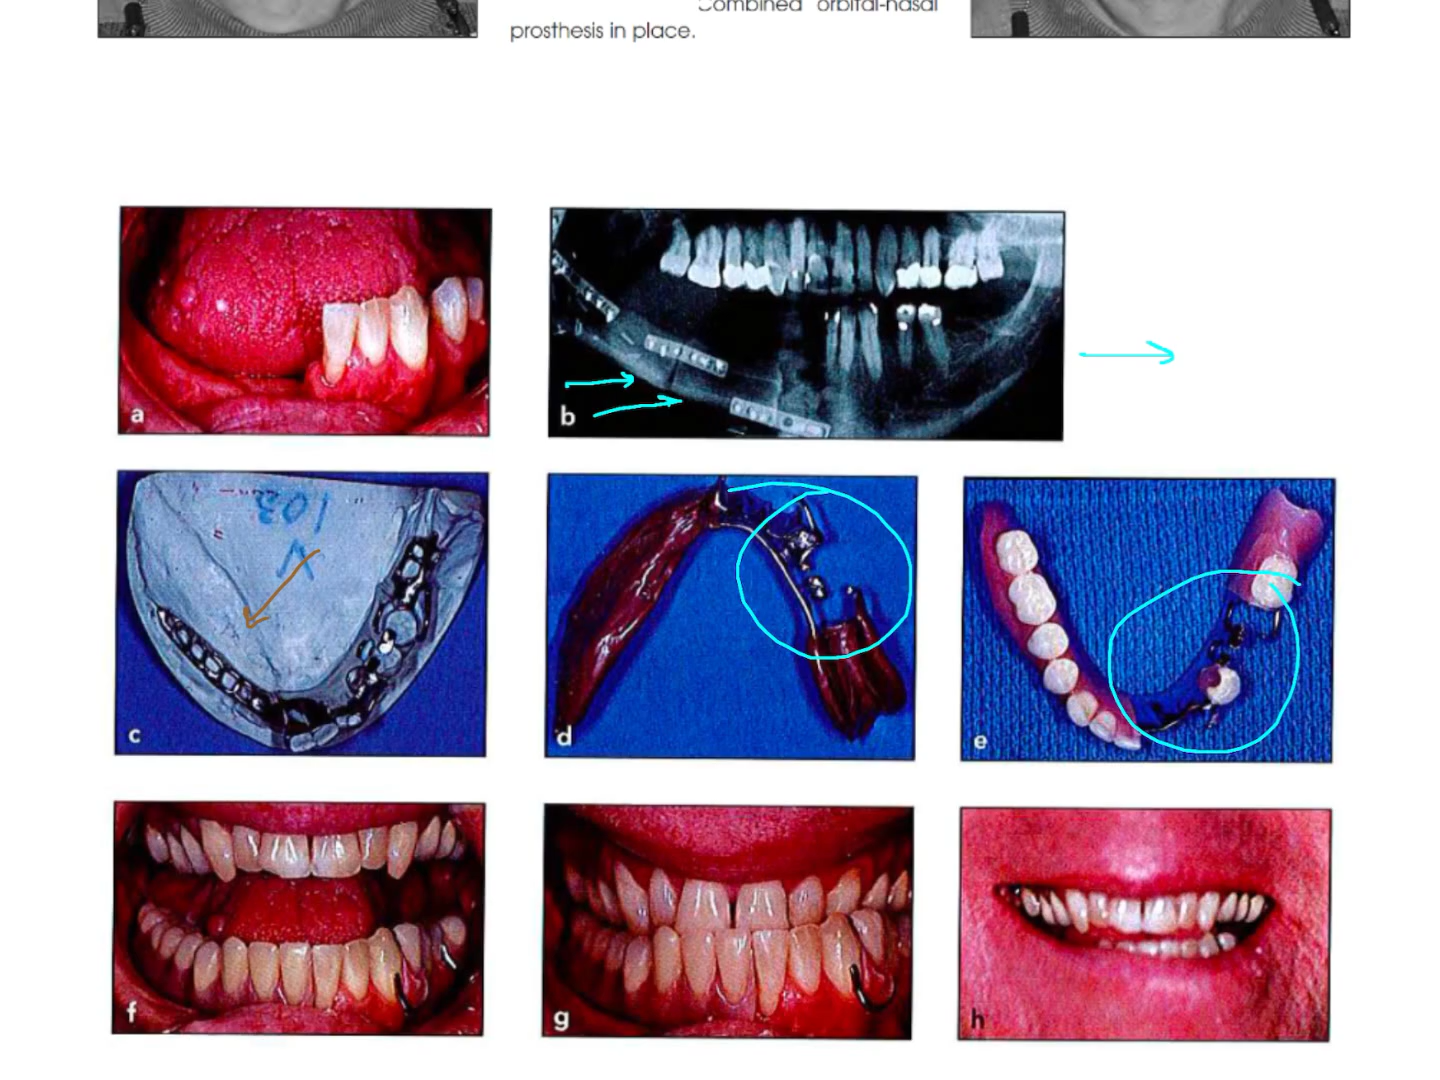 Combined orbital-nasal
prosthesis in place.
a
b
c
d
e
f
g
h